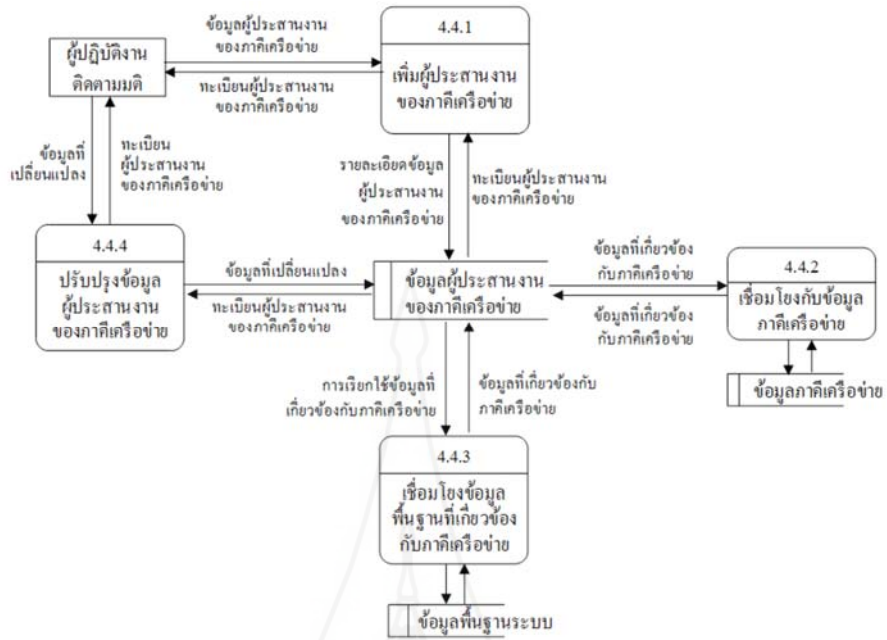 ผู้ปฏิบัติงาน
ติดตามมติ
ข้อมูลผู้ประสานงาน
ของภาคีเครือข่าย
ทะเบียนผู้ประสานงาน
ของภาคีเครือข่าย
4.4.1
เพิ่มผู้ประสานงาน
ของภาคีเครือข่าย
ข้อมูลที่
เปลี่ยนแปลง
ทะเบียน
ผู้ประสานงาน
ของภาคีเครือข่าย
รายละเอียดข้อมูล
ผู้ประสานงาน
ของภาคีเครือข่าย
ทะเบียนผู้ประสานงาน
ของภาคีเครือข่าย
4.4.4
ปรับปรุงข้อมูล
ผู้ประสานงาน
ของภาคีเครือข่าย
ข้อมูลที่เปลี่ยนแปลง
ทะเบียนผู้ประสานงาน
ของภาคีเครือข่าย
ข้อมูลผู้ประสานงาน
ของภาคีเครือข่าย
ข้อมูลที่เกี่ยวข้อง
กับภาคีเครือข่าย
ข้อมูลที่เกี่ยวข้อง
กับภาคีเครือข่าย
4.4.2
เชื่อมโยงกับข้อมูล
ภาคีเครือข่าย
ข้อมูลภาคีเครือข่าย
การเรียกใช้ข้อมูลที่
เกี่ยวข้องกับภาคีเครือข่าย
ข้อมูลที่เกี่ยวข้องกับ
ภาคีเครือข่าย
4.4.3
เชื่อมโยงข้อมูล
พื้นฐานที่เกี่ยวข้อง
กับภาคีเครือข่าย
ข้อมูลพื้นฐานระบบ